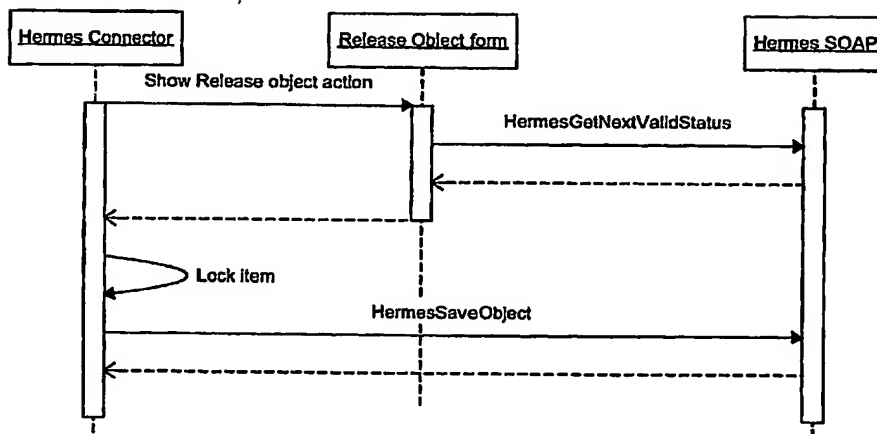 Hermes Connector
Release Object form
Hermes SOAP
Show Release object action
HermesGetNextValidStatus
Lock item
HermesSaveObject